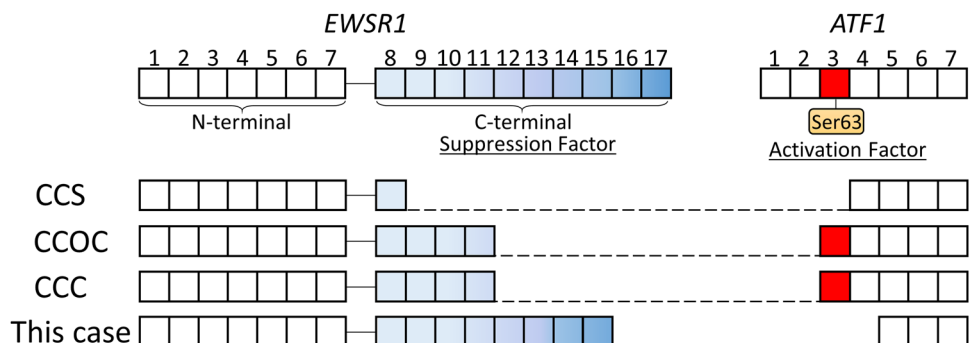 EWSR1 ATF1
1 2 3 4 5 6 7 8 9 10 11 12 13 14 15 16 17 1 2 3 4 5 6 7
N-terminal C-terminal Ser63
Suppression Factor Activation Factor
CCS
CCOC
CCC
This case